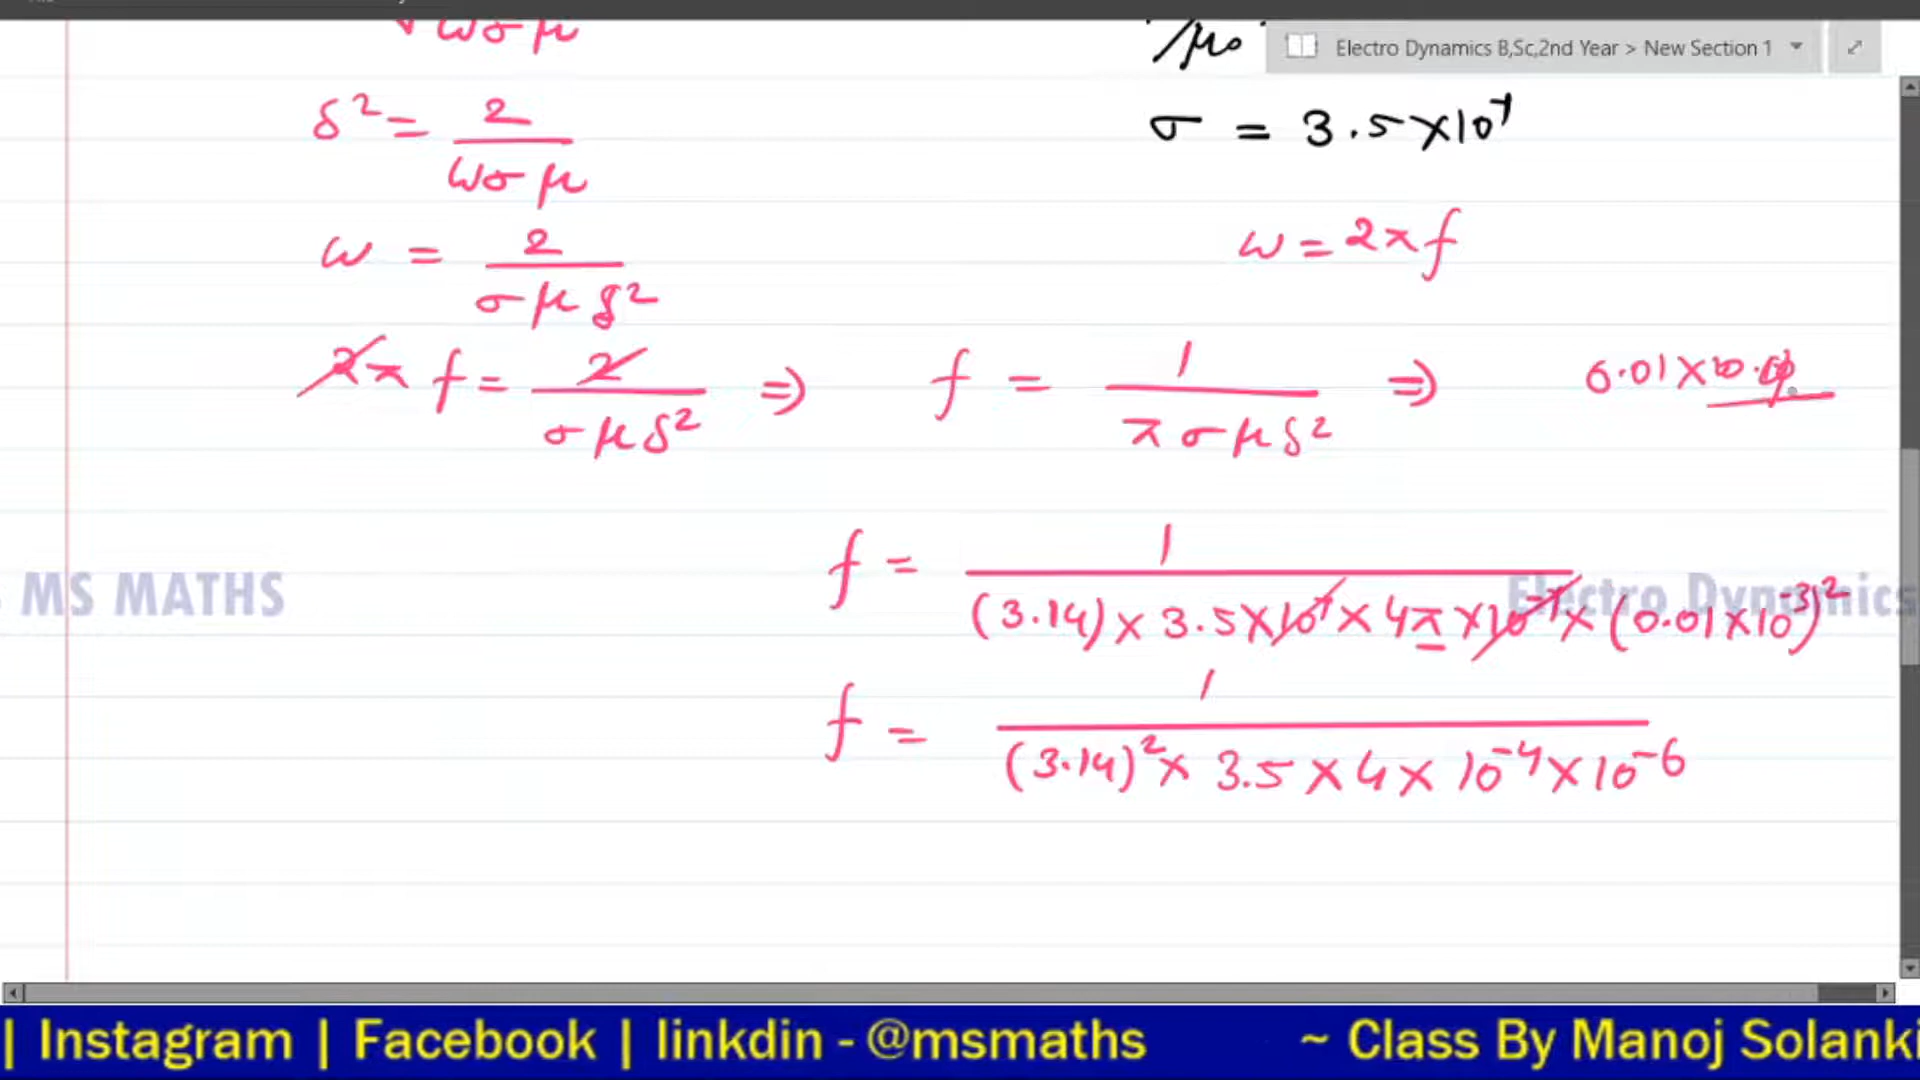 √ωσμ
/μ₀
Electro Dynamics B,Sc,2nd Year > New Section 1
δ² = 2/(ωσμ)
σ = 3.5×10⁷
ω = 2/(σμδ²)
ω = 2πf
2πf = 2/(σμδ²) ⇒ f = 1/(πσμδ²) ⇒ 0.01×
f = 1/((3.14)×3.5×10⁷×4π×10⁻⁷×(0.01×10⁻³)²)
MS MATHS
Electro Dynamics
f = 1/((3.14)²×3.5×4×10⁻⁴×10⁻⁶)
| Instagram | Facebook | linkdin - @msmaths ~ Class By Manoj Solanki